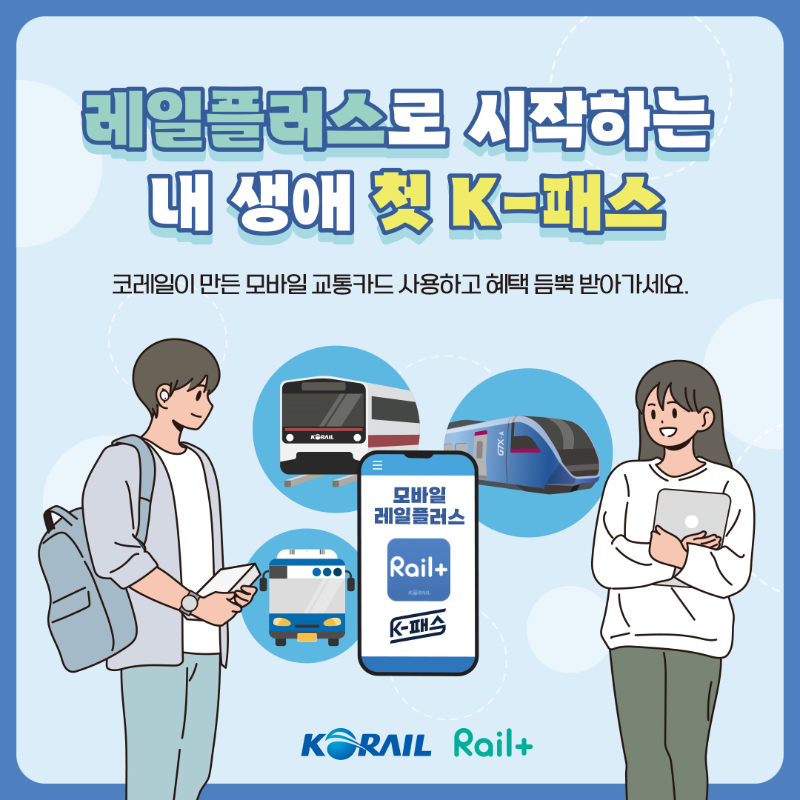 레일플러스로 시작하는
내 생애 첫 K-패스
코레일이 만든 모바일 교통카드 사용하고 혜택 듬뿍 받아가세요.
KORAIL
GTX-A
모바일
레일플러스
Rail+
KORAIL
K-패스
KORAIL Rail+